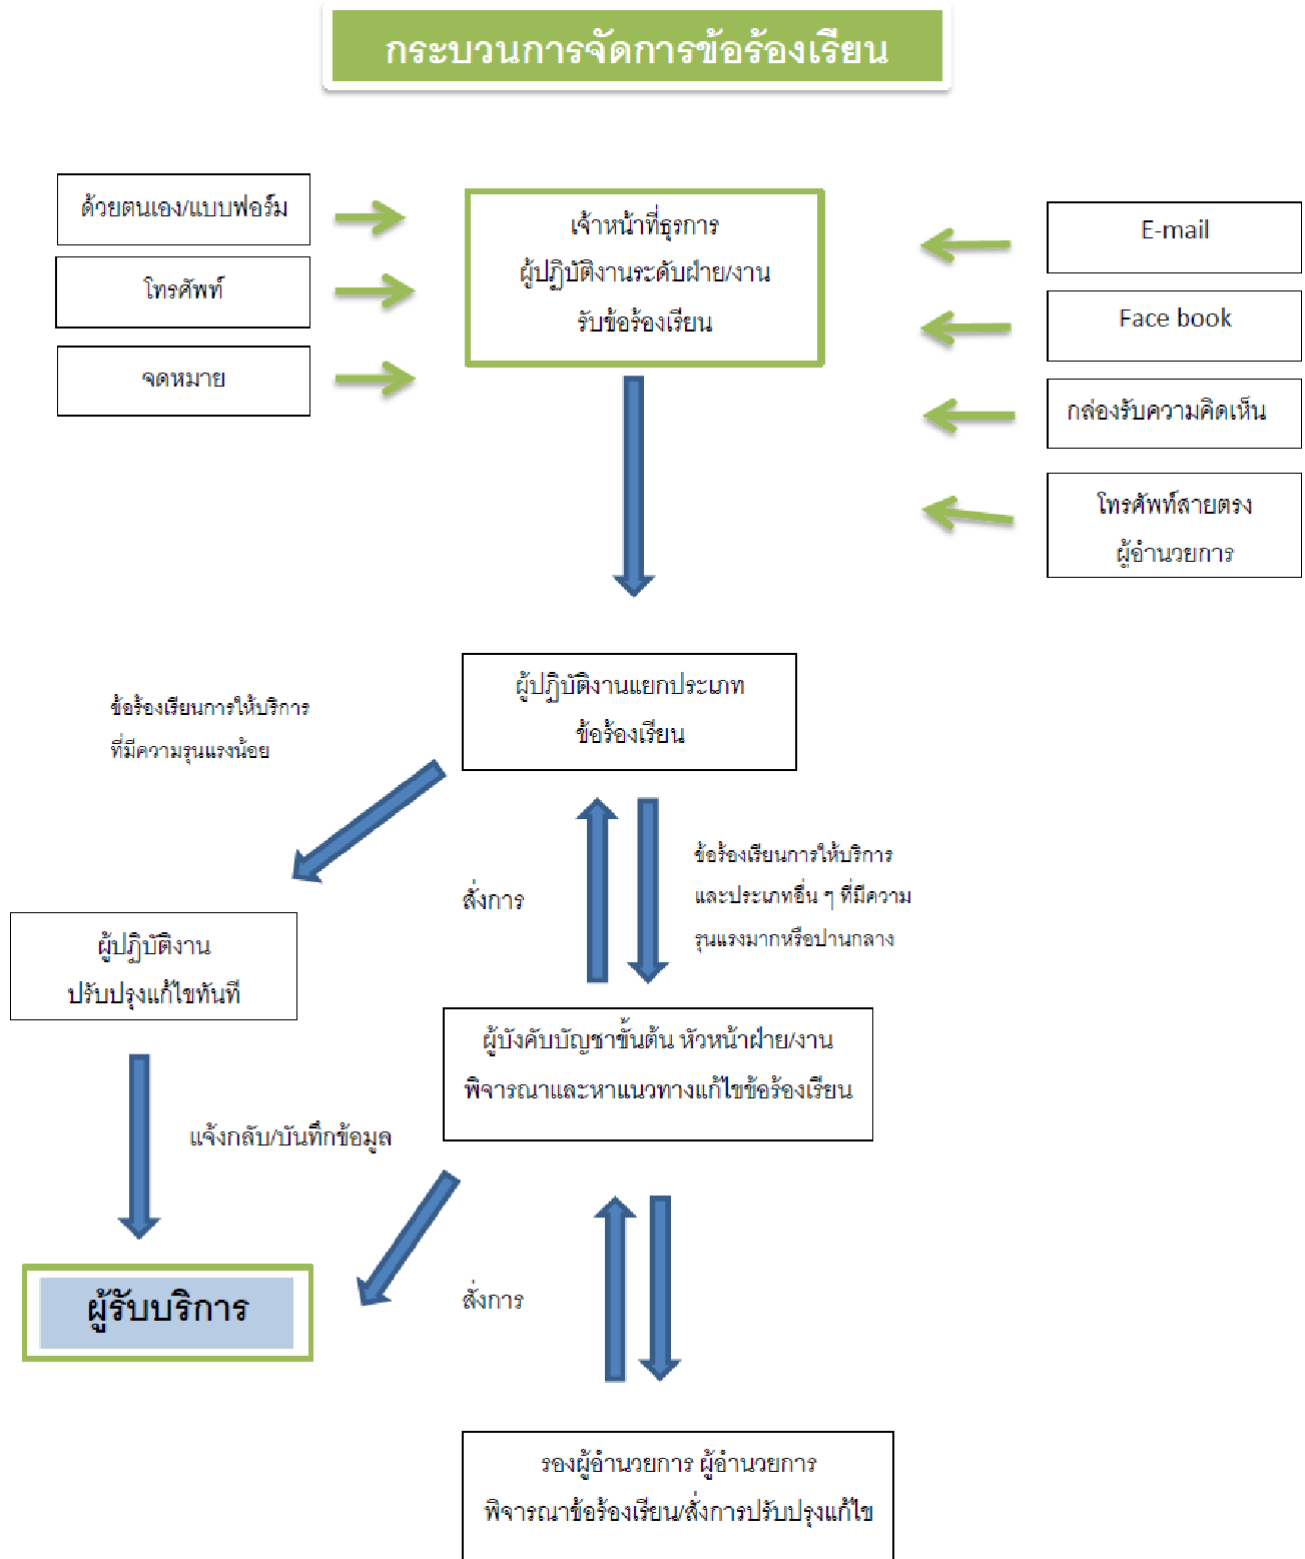 กระบวนการจัดการข้อร้องเรียน
ด้วยตนเอง/แบบฟอร์ม
โทรศัพท์
จดหมาย
เจ้าหน้าที่ธุรการ
ผู้ปฏิบัติงานระดับฝ่าย/งาน
รับข้อร้องเรียน
E-mail
Face book
กล่องรับความคิดเห็น
โทรศัพท์สายตรง
ผู้อำนวยการ
ผู้ปฏิบัติงานแยกประเภท
ข้อร้องเรียน
ข้อร้องเรียนการให้บริการ
ที่มีความรุนแรงน้อย
สั่งการ
ข้อร้องเรียนการให้บริการ
และประเภทอื่น ๆ ที่มีความ
รุนแรงมากหรือปานกลาง
ผู้ปฏิบัติงาน
ปรับปรุงแก้ไขทันที
ผู้บังคับบัญชาขั้นต้น หัวหน้าฝ่าย/งาน
พิจารณาและหาแนวทางแก้ไขข้อร้องเรียน
แจ้งกลับ/บันทึกข้อมูล
ผู้รับบริการ
สั่งการ
รองผู้อำนวยการ ผู้อำนวยการ
พิจารณาข้อร้องเรียน/สั่งการปรับปรุงแก้ไข